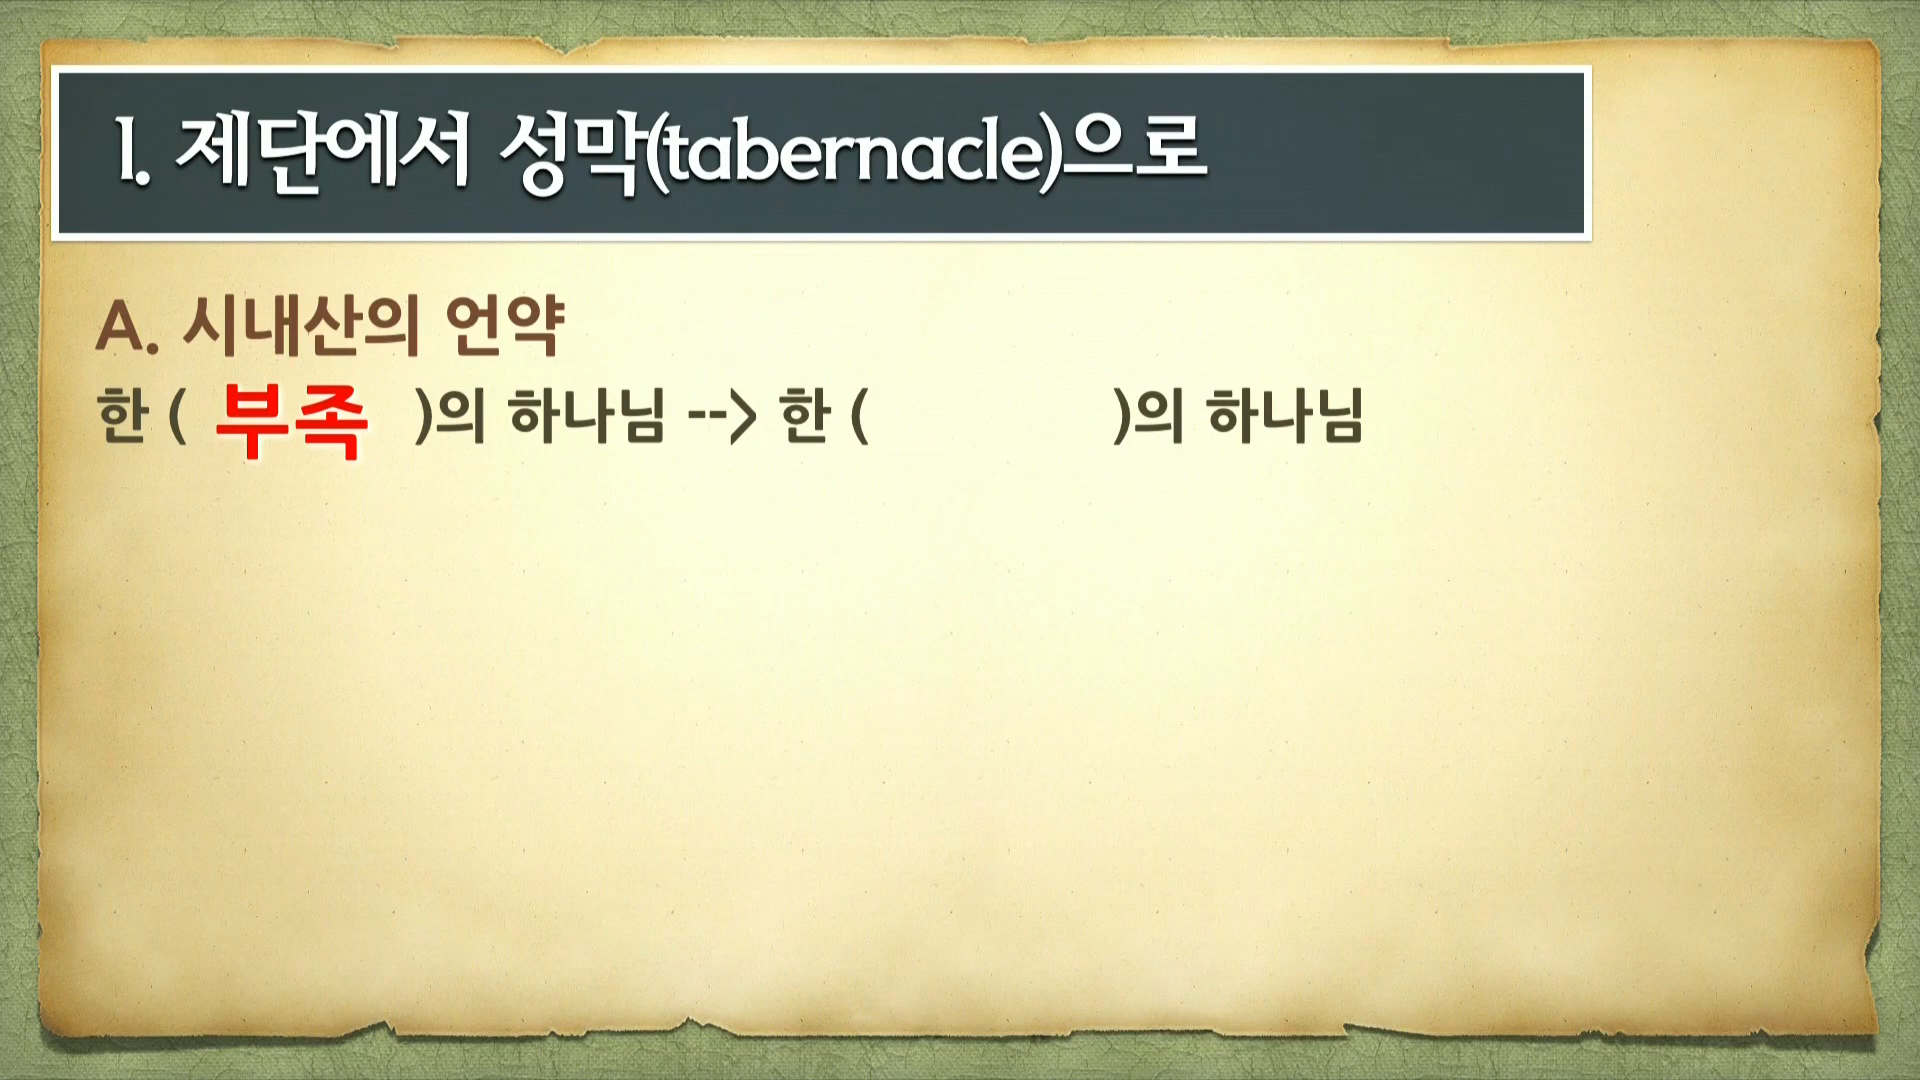 1. 제단에서 성막(tabernacle)으로
A. 시내산의 언약
한 ( 부족 )의 하나님 --> 한 ( )의 하나님